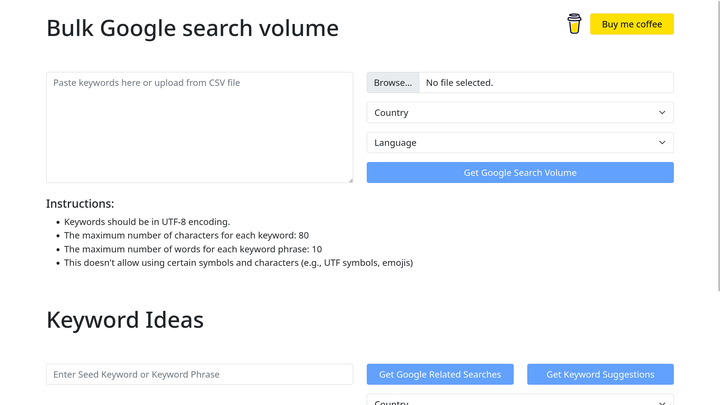 Bulk Google search volume
Buy me coffee
Paste keywords here or upload from CSV file
Browse... No file selected.
Country
Language
Get Google Search Volume
Instructions:
• Keywords should be in UTF-8 encoding.
• The maximum number of characters for each keyword: 80
• The maximum number of words for each keyword phrase: 10
• This doesn't allow using certain symbols and characters (e.g., UTF symbols, emojis)
Keyword Ideas
Enter Seed Keyword or Keyword Phrase
Get Google Related Searches
Get Keyword Suggestions
Country